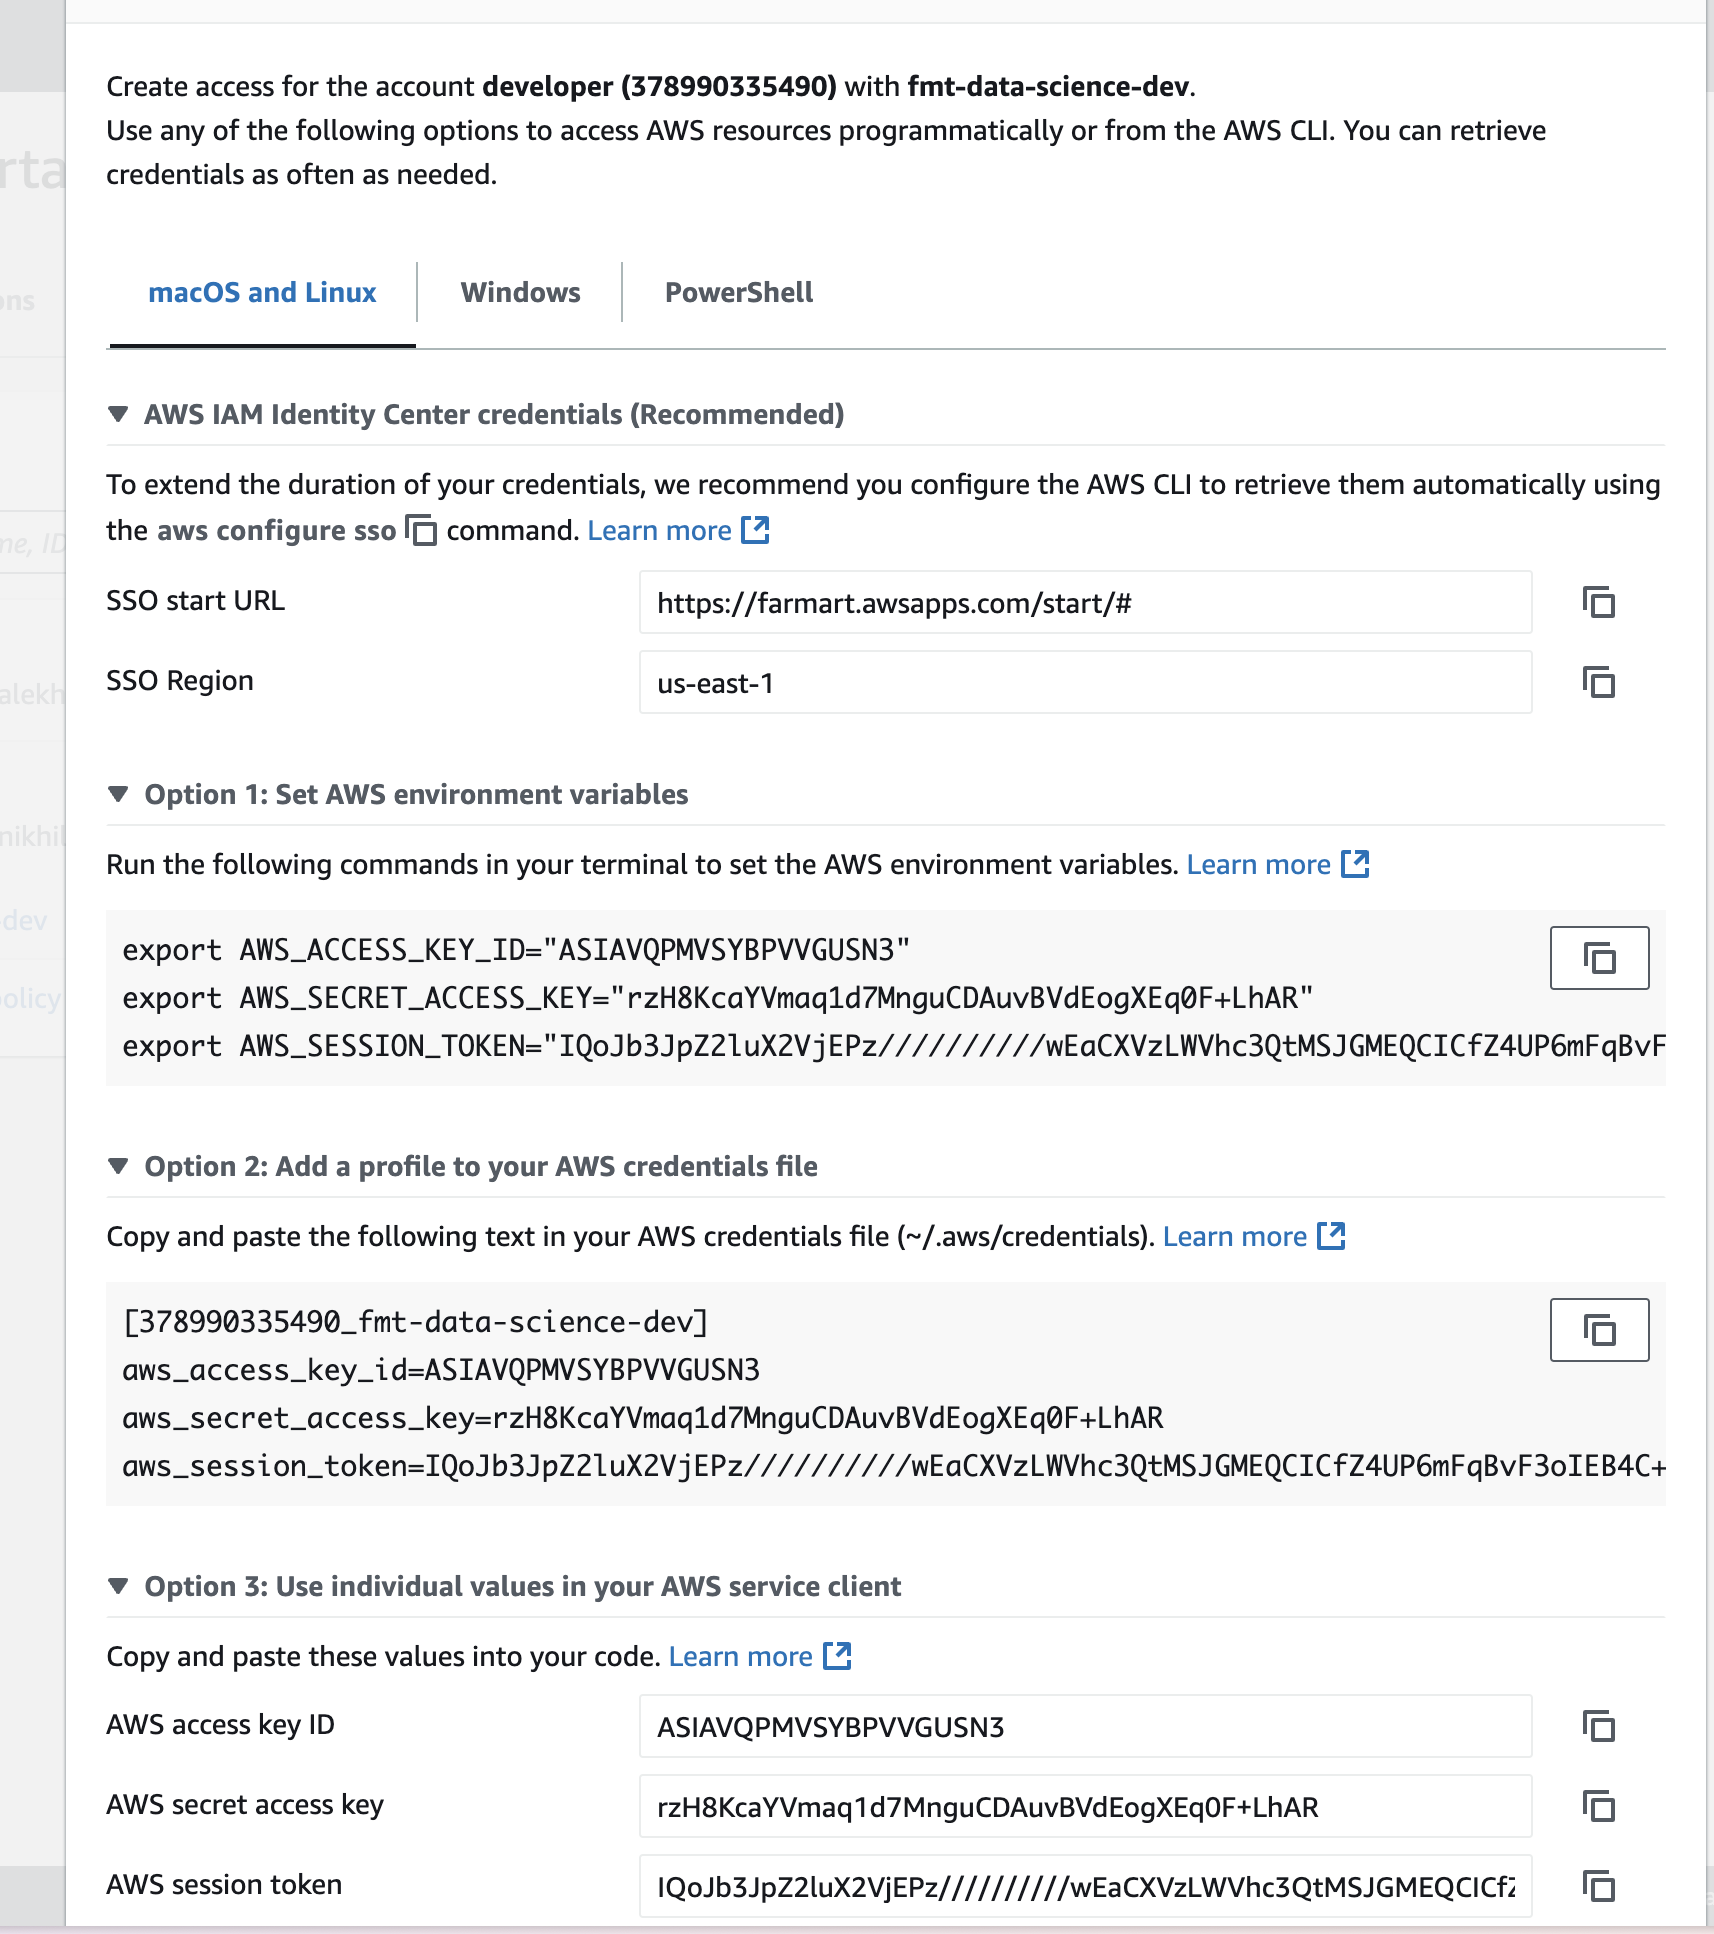 Create access for the account developer (378990335490) with fmt-data-science-dev.
Use any of the following options to access AWS resources programmatically or from the AWS CLI. You can retrieve
credentials as often as needed.
rta
ons
macOS and Linux
Windows
PowerShell
AWS IAM Identity Center credentials (Recommended)
To extend the duration of your credentials, we recommend you configure the AWS CLI to retrieve them automatically using
the aws configure sso command. Learn more
me, ID
SSO start URL
https://farmart.awsapps.com/start/#
SSO Region
us-east-1
alekh
Option 1: Set AWS environment variables
nikhil
Run the following commands in your terminal to set the AWS environment variables. Learn more
dev
export AWS_ACCESS_KEY_ID="ASIAVQPMVSYBPVVGUSN3"
export AWS_SECRET_ACCESS_KEY="rzH8KcaYVmaq1d7MnguCDAuvBVdEogXEq0F+LhAR"
policy
export AWS_SESSION_TOKEN="IQoJb3JpZ2luX2VjEPz//////////wEaCXVzLWVhc3QtMSJGMEQCICfZ4UP6mFqBvF
Option 2: Add a profile to your AWS credentials file
Copy and paste the following text in your AWS credentials file (~/.aws/credentials). Learn more
[378990335490_fmt-data-science-dev]
aws_access_key_id=ASIAVQPMVSYBPVVGUSN3
aws_secret_access_key=rzH8KcaYVmaq1d7MnguCDAuvBVdEogXEq0F+LhAR
aws_session_token=IQoJb3JpZ2luX2VjEPz//////////wEaCXVzLWVhc3QtMSJGMEQCICfZ4UP6mFqBvF3oIEB4C+
Option 3: Use individual values in your AWS service client
Copy and paste these values into your code. Learn more
AWS access key ID
ASIAVQPMVSYBPVVGUSN3
AWS secret access key
rzH8KcaYVmaq1d7MnguCDAuvBVdEogXEq0F+LhAR
AWS session token
IQoJb3JpZ2luX2VjEPz//////////wEaCXVzLWVhc3QtMSJGMEQCICfZ